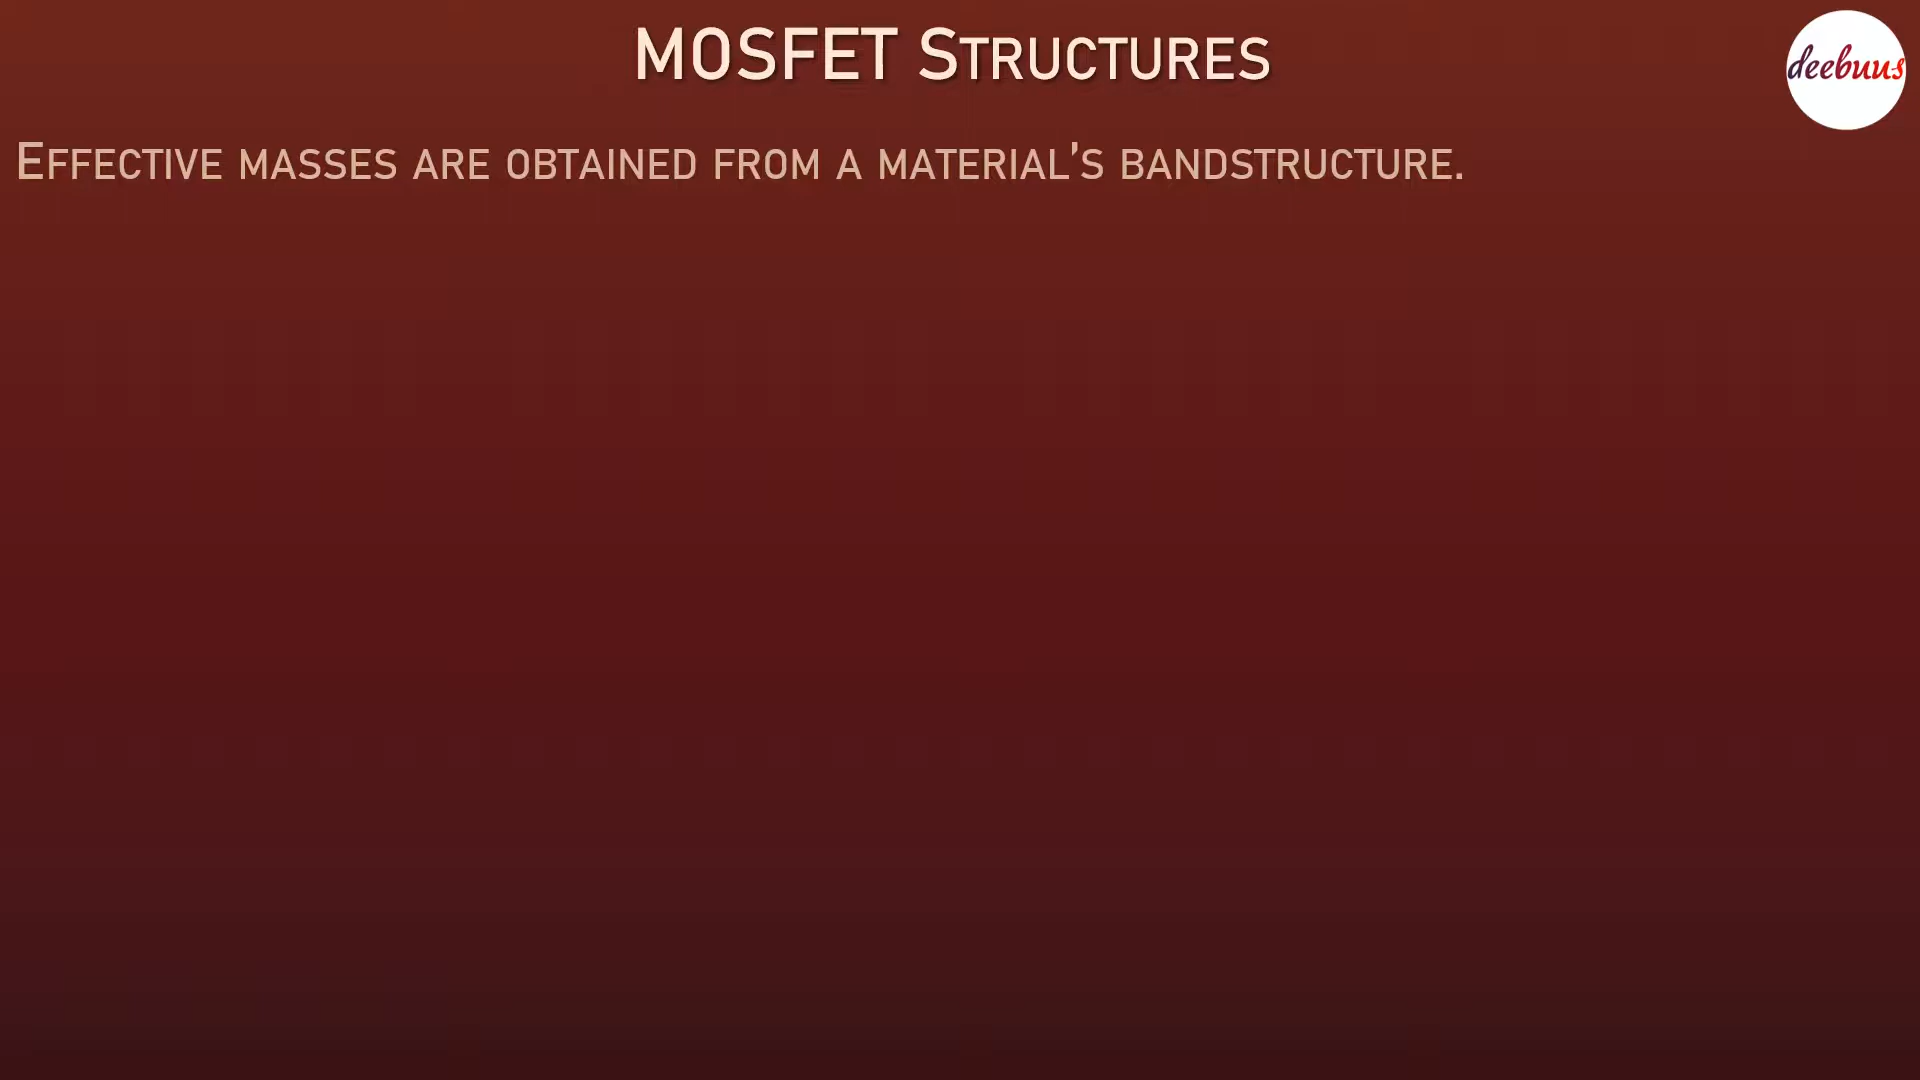 MOSFET Structures
deebuus
Effective masses are obtained from a material's bandstructure.